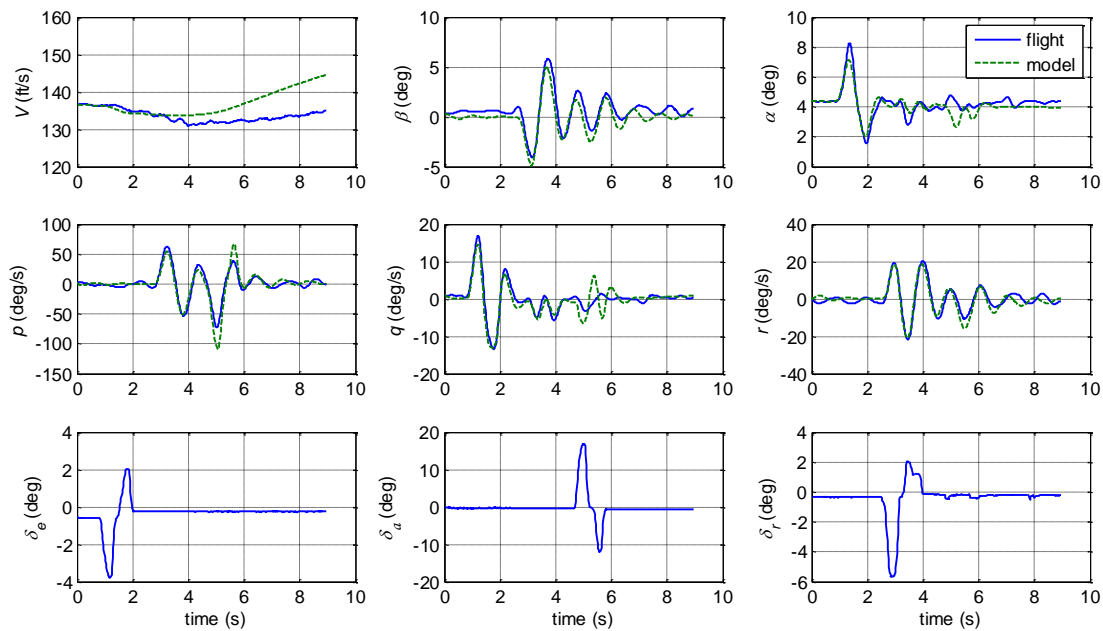 160
150
140
130
120
0 2 4 6 8 10
V (ft/s)
10
5
0
-5
0 2 4 6 8 10
β (deg)
10
8
6
4
2
0
0 2 4 6 8 10
α (deg)
flight
model
100
50
0
-50
-100
-150
0 2 4 6 8 10
p (deg/s)
20
10
0
-10
-20
0 2 4 6 8 10
q (deg/s)
40
20
0
-20
-40
0 2 4 6 8 10
r (deg/s)
4
2
0
-2
-4
0 2 4 6 8 10
δe (deg)
time (s)
20
10
0
-10
-20
0 2 4 6 8 10
δa (deg)
time (s)
4
2
0
-2
-4
-6
0 2 4 6 8 10
δr (deg)
time (s)